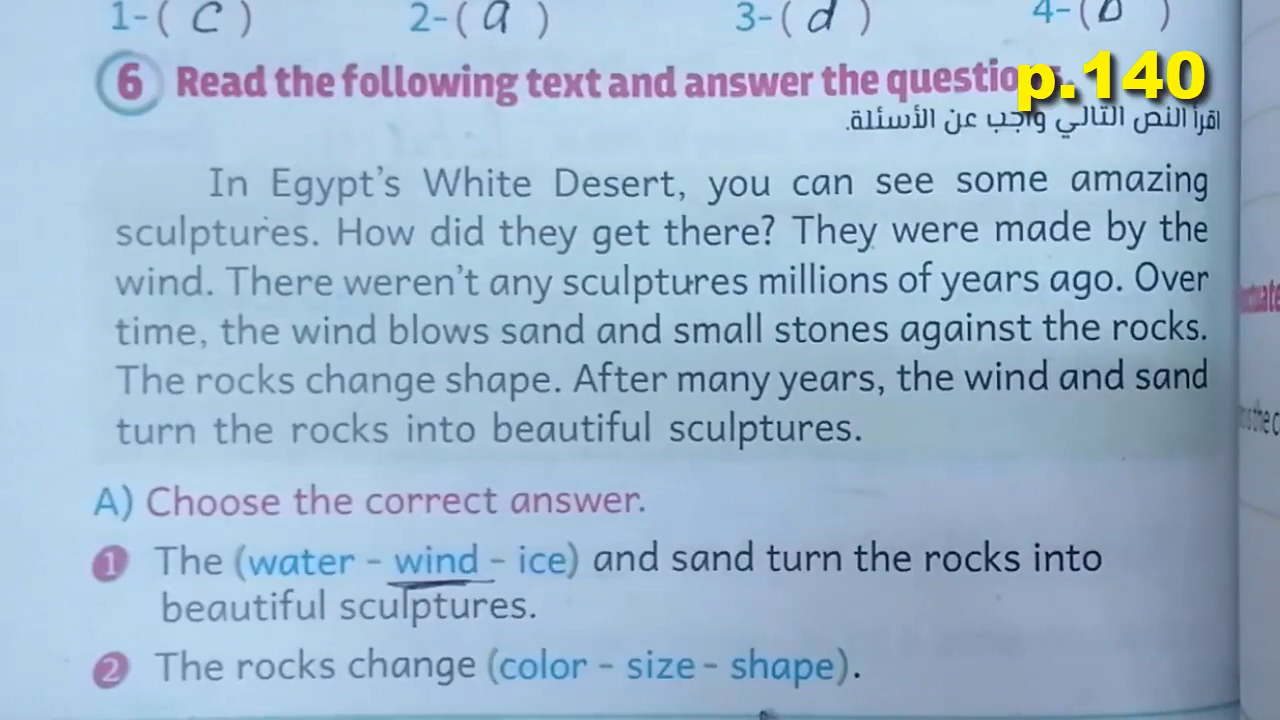 1-( c ) 2-( a ) 3-( d ) 4-( b )
6 Read the following text and answer the
p.140
اقرأ النص التالي وأجب عن الأسئلة.
In Egypt's White Desert, you can see some amazing
sculptures. How did they get there? They were made by the
wind. There weren't any sculptures millions of years ago. Over
time, the wind blows sand and small stones against the rocks.
The rocks change shape. After many years, the wind and sand
turn the rocks into beautiful sculptures.
A) Choose the correct answer.
1 The (water - wind - ice) and sand turn the rocks into
beautiful sculptures.
2 The rocks change (color - size - shape).